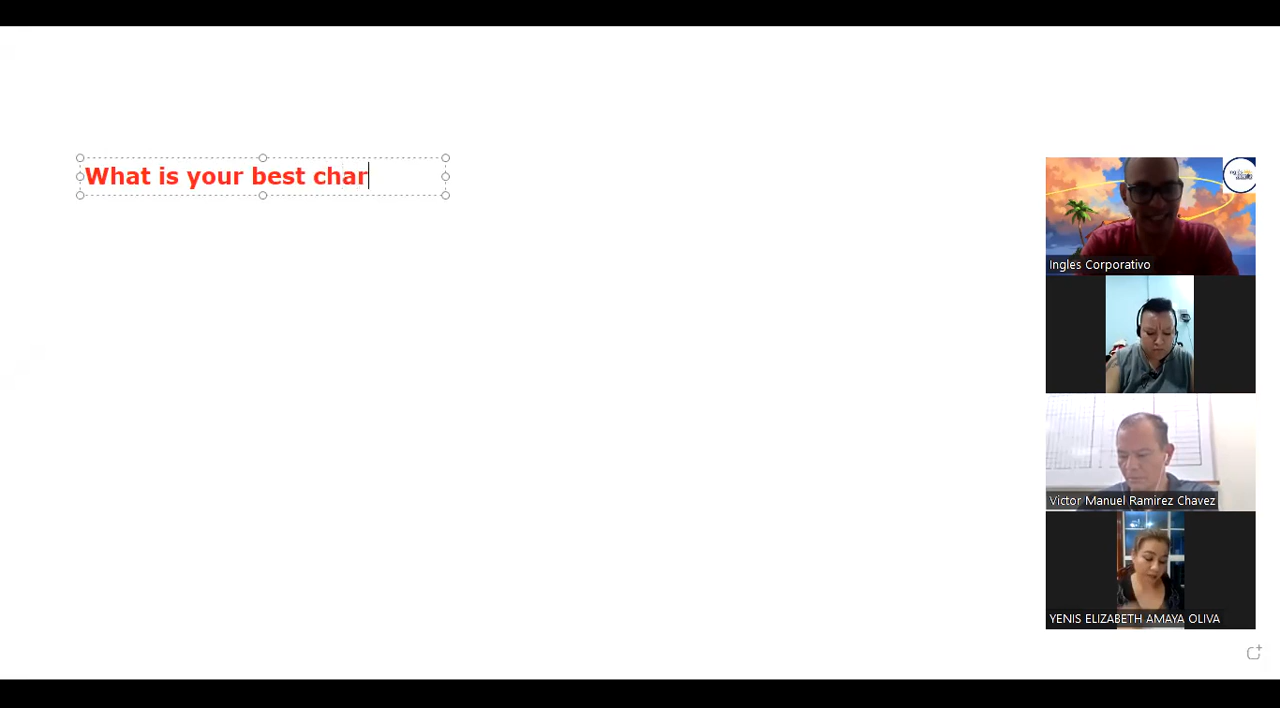 What is your best char
Ingles Corporativo
Victor Manuel Ramirez Chavez
YENIS ELIZABETH AMAYA OLIVA